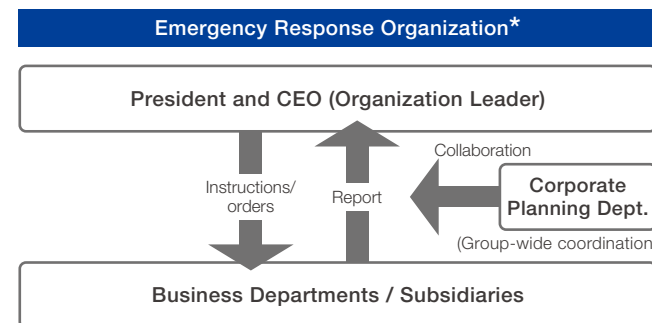 Emergency Response Organization*
President and CEO (Organization Leader)
Collaboration
Instructions/
orders
Report
Corporate
Planning Dept.
(Group-wide coordination
Business Departments / Subsidiaries